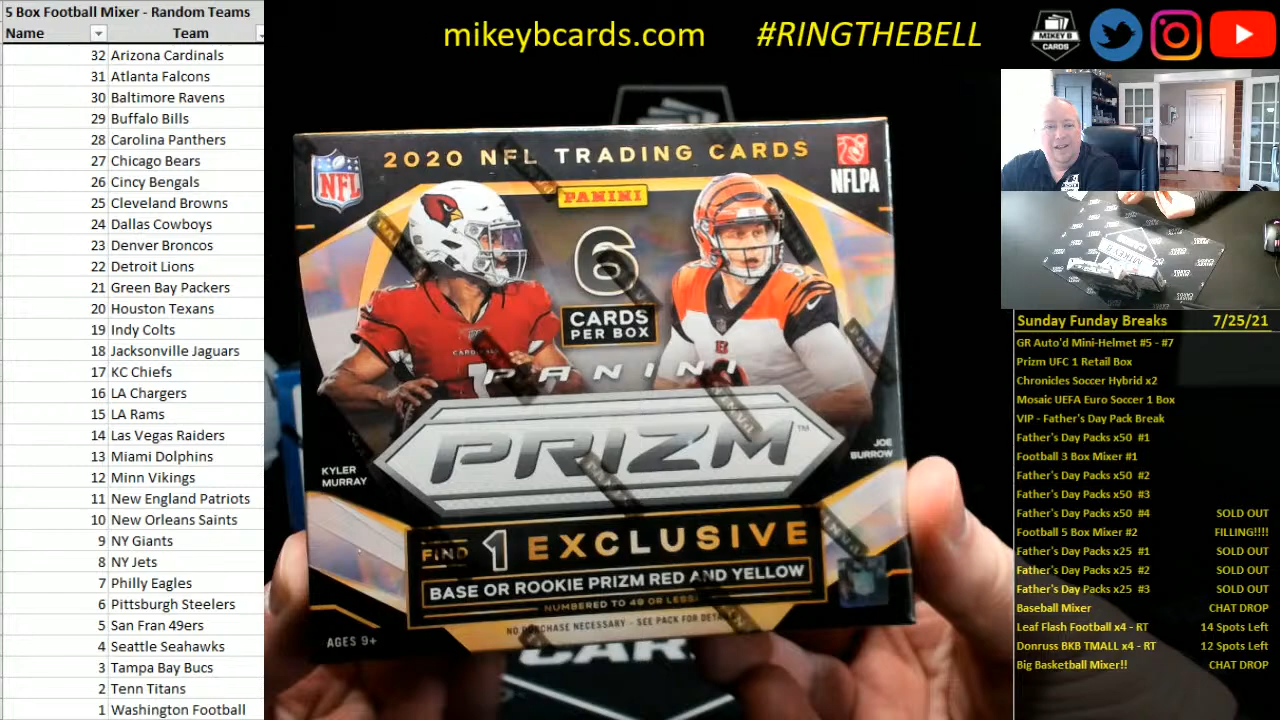 5 Box Football Mixer - Random Teams
Name Team
32 Arizona Cardinals
31 Atlanta Falcons
30 Baltimore Ravens
29 Buffalo Bills
28 Carolina Panthers
27 Chicago Bears
26 Cincy Bengals
25 Cleveland Browns
24 Dallas Cowboys
23 Denver Broncos
22 Detroit Lions
21 Green Bay Packers
20 Houston Texans
19 Indy Colts
18 Jacksonville Jaguars
17 KC Chiefs
16 LA Chargers
15 LA Rams
14 Las Vegas Raiders
13 Miami Dolphins
12 Minn Vikings
11 New England Patriots
10 New Orleans Saints
9 NY Giants
8 NY Jets
7 Philly Eagles
6 Pittsburgh Steelers
5 San Fran 49ers
4 Seattle Seahawks
3 Tampa Bay Bucs
2 Tenn Titans
1 Washington Football
mikeybcards.com #RINGTHEBELL
MIKEY B
CARDS
2020 NFL TRADING CARDS
NFL
PANINI
NFLPA
6
CARDS
PER BOX
PANINI
PRIZM™
KYLER
MURRAY
JOE
BURROW
FIND 1 EXCLUSIVE
BASE OR ROOKIE PRIZM RED AND YELLOW
NUMBERED TO 49 OR LESS
NO PURCHASE NECESSARY - SEE PACK FOR
AGES 9+
Sunday Funday Breaks 7/25/21
GR Auto'd Mini-Helmet #5 - #7
Prizm UFC 1 Retail Box
Chronicles Soccer Hybrid x2
Mosaic UEFA Euro Soccer 1 Box
VIP - Father's Day Pack Break
Father's Day Packs x50 #1
Football 3 Box Mixer #1
Father's Day Packs x50 #2
Father's Day Packs x50 #3
Father's Day Packs x50 #4 SOLD OUT
Football 5 Box Mixer #2 FILLING!!!!
Father's Day Packs x25 #1 SOLD OUT
Father's Day Packs x25 #2 SOLD OUT
Father's Day Packs x25 #3 SOLD OUT
Baseball Mixer CHAT DROP
Leaf Flash Football x4 - RT 14 Spots Left
Donruss BKB TMALL x4 - RT 12 Spots Left
Big Basketball Mixer!! CHAT DROP